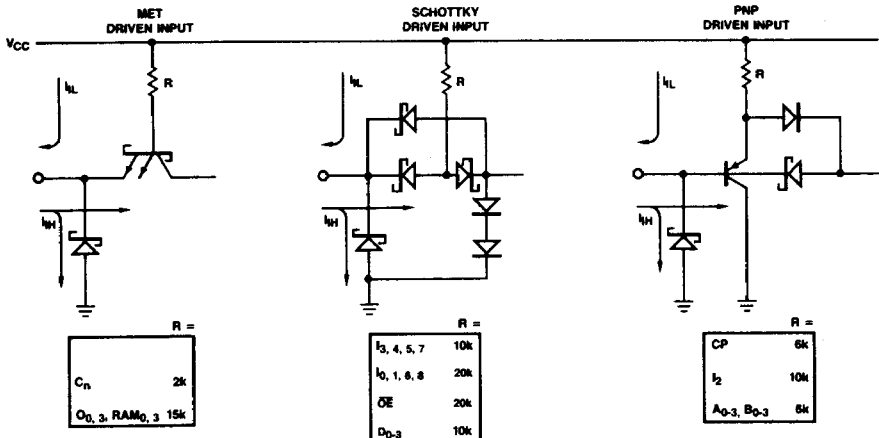 MET
DRIVEN INPUT
SCHOTTKY
DRIVEN INPUT
PNP
DRIVEN INPUT
VCC
IIL
R
IIL
R
IIL
R
IIH
IIH
IIH
R =
Cn 2k
O0, 3, RAM0, 3 15k
R =
I3, 4, 5, 7 10k
I0, 1, 6, 8 20k
O̅E̅ 20k
D0-3 10k
R =
CP 6k
I2 10k
A0-3, B0-3 6k